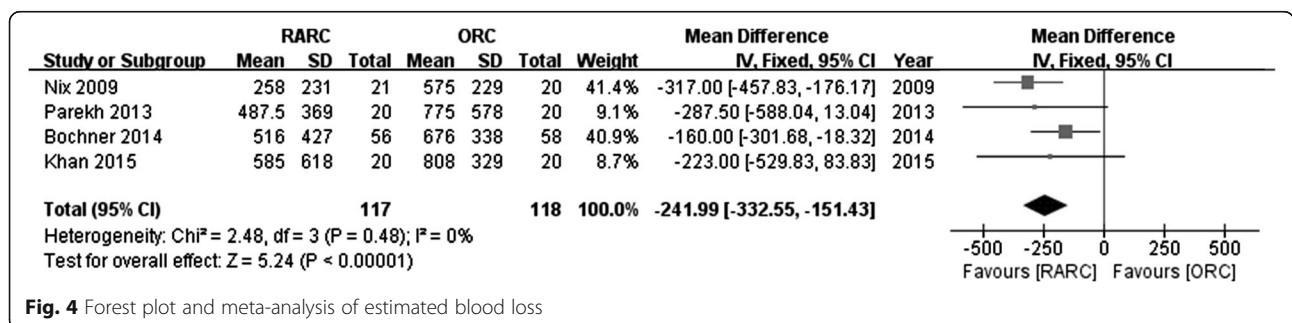 RARC ORC Mean Difference Mean Difference
Study or Subgroup Mean SD Total Mean SD Total Weight IV, Fixed, 95% CI Year IV, Fixed, 95% CI
Nix 2009 258 231 21 575 229 20 41.4% -317.00 [-457.83, -176.17] 2009
Parekh 2013 487.5 369 20 775 578 20 9.1% -287.50 [-588.04, 13.04] 2013
Bochner 2014 516 427 56 676 338 58 40.9% -160.00 [-301.68, -18.32] 2014
Khan 2015 585 618 20 808 329 20 8.7% -223.00 [-529.83, 83.83] 2015
Total (95% CI) 117 118 100.0% -241.99 [-332.55, -151.43]
Heterogeneity: Chi² = 2.48, df = 3 (P = 0.48); I² = 0%
Test for overall effect: Z = 5.24 (P < 0.00001)
-500 -250 0 250 500
Favours [RARC] Favours [ORC]
Fig. 4 Forest plot and meta-analysis of estimated blood loss